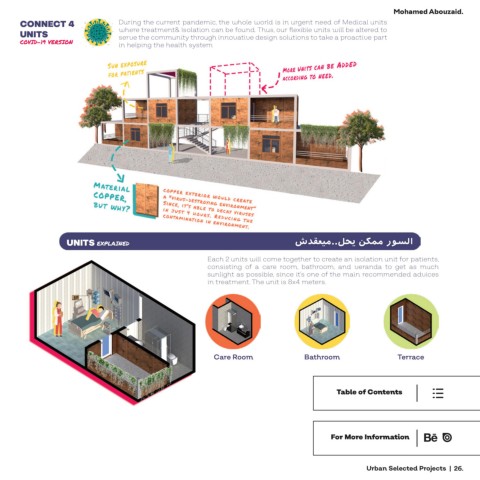 Mohamed Abouzaid.
CONNECT 4
UNITS
COVID-19 VERSION
During the current pandemic, the whole world is in urgent need of Medical units
where treatment& isolation can be found. Thus, our flexible units will be altered to
serve the community through innovative design solutions to take a proactive part
in helping the health system.
SUN EXPOSURE
FOR PATIENTS
MORE UNITS CAN BE ADDED
ACCORDING TO NEED.
MATERIAL
COPPER,
BUT WHY?
COPPER EXTERIOR WOULD CREATE
A "VIRUS-DESTROYING ENVIRONMENT"
SINCE, IT'S ABLE TO DECAY VIRUSES
IN JUST 4 HOURS. REDUCING THE
CONTAMINATION IN ENVIRONMENT.
UNITS EXPLAINED
السور ممكن يحل..ميعقدش
Each 2 units will come together to create an isolation unit for patients,
consisting of a care room, bathroom, and veranda to get as much
sunlight as possible, since it's one of the main recommended advices
in treatment. The unit is 8x4 meters.
Care Room
Bathroom
Terrace
Table of Contents
For More Information
Bē
Urban Selected Projects | 26.